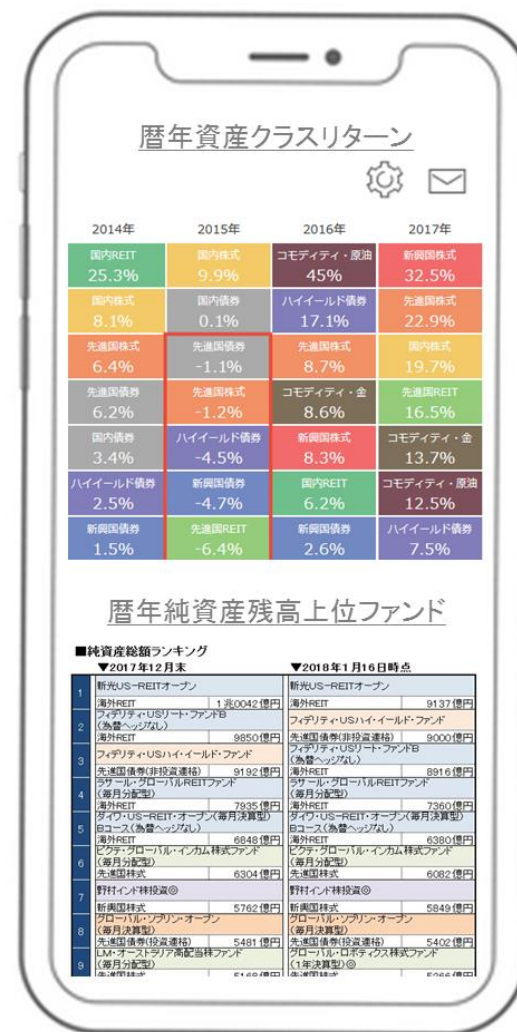 暦年資産クラスリターン
2014年 2015年 2016年 2017年
国内REIT 国内株式 コモディティ・原油 新興国株式
25.3% 9.9% 45% 32.5%
国内株式 国内債券 ハイイールド債券 先進国株式
8.1% 0.1% 17.1% 22.9%
先進国株式 先進国債券 先進国株式 国内株式
6.4% -1.1% 8.7% 19.7%
先進国債券 先進国株式 コモディティ・金 先進国REIT
6.2% -1.2% 8.6% 16.5%
国内債券 ハイイールド債券 新興国株式 コモディティ・金
3.4% -4.5% 8.3% 13.7%
ハイイールド債券 新興国債券 国内REIT コモディティ・原油
2.5% -4.7% 6.2% 12.5%
新興国債券 先進国REIT 新興国債券 ハイイールド債券
1.5% -6.4% 2.6% 7.5%
暦年純資産残高上位ファンド
■純資産総額ランキング
▼2017年12月末 ▼2018年1月16日時点
1 新光US-REITオープン 新光US-REITオープン
海外REIT 1兆0042億円 海外REIT 9137億円
2 フィデリティ・USリート・ファンドB フィデリティ・USハイ・イールド・ファンド
(為替ヘッジなし)
海外REIT 9850億円 先進国債券(非投資適格) 9000億円
3 フィデリティ・USハイ・イールド・ファンド フィデリティ・USリート・ファンドB
(為替ヘッジなし)
先進国債券(非投資適格) 9192億円 海外REIT 8916億円
4 ラサール・グローバルREITファンド ラサール・グローバルREITファンド
(毎月分配型) (毎月分配型)
海外REIT 7935億円 海外REIT 7360億円
5 ダイワ・US-REIT・オープン(毎月決算型) ダイワ・US-REIT・オープン(毎月決算型)
Bコース(為替ヘッジなし) Bコース(為替ヘッジなし)
海外REIT 6848億円 海外REIT 6380億円
6 ピクテ・グローバル・インカム株式ファンド ピクテ・グローバル・インカム株式ファンド
(毎月分配型) (毎月分配型)
先進国株式 6304億円 先進国株式 6082億円
7 野村インド株投資◎ 野村インド株投資◎
新興国株式 5762億円 新興国株式 5849億円
8 グローバル・ソブリン・オープン グローバル・ソブリン・オープン
(毎月決算型) (毎月決算型)
先進国債券(投資適格) 5481億円 先進国債券(投資適格) 5402億円
9 LM・オーストラリア高配当株ファンド グローバル・ロボティクス株式ファンド
(毎月分配型) (1年決算型)◎